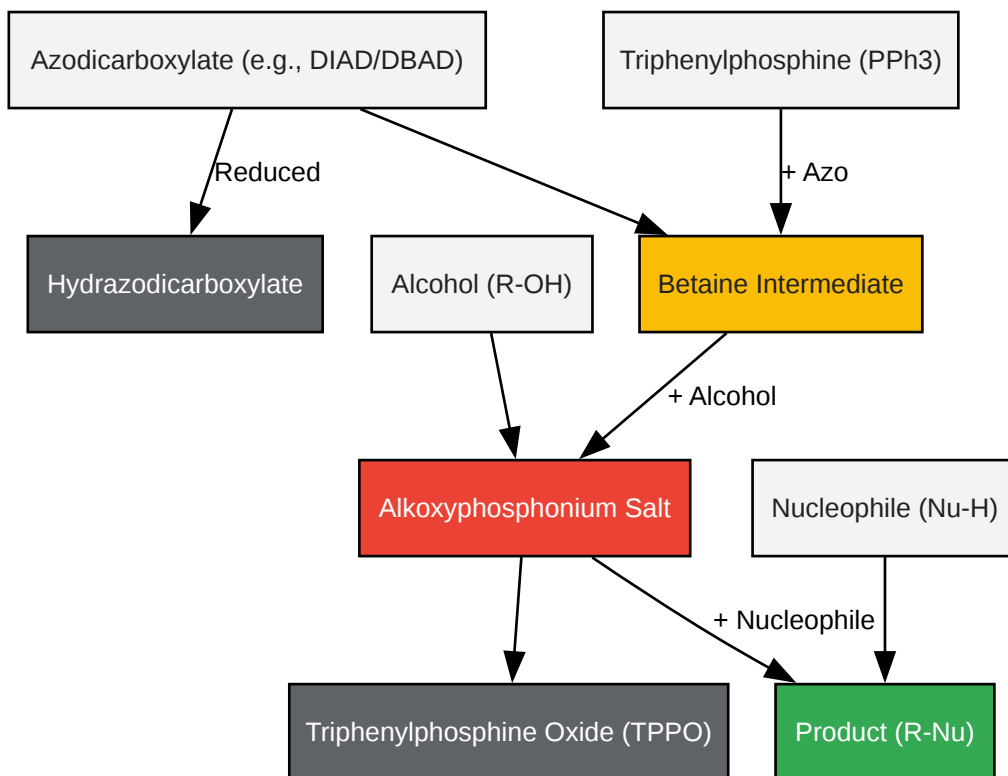 Azodicarboxylate (e.g., DIAD/DBAD)
Triphenylphosphine (PPh3)
Reduced
+ Azo
Hydrazodicarboxylate
Alcohol (R-OH)
Betaine Intermediate
+ Alcohol
Alkoxyphosphonium Salt
Nucleophile (Nu-H)
+ Nucleophile
Triphenylphosphine Oxide (TPPO)
Product (R-Nu)